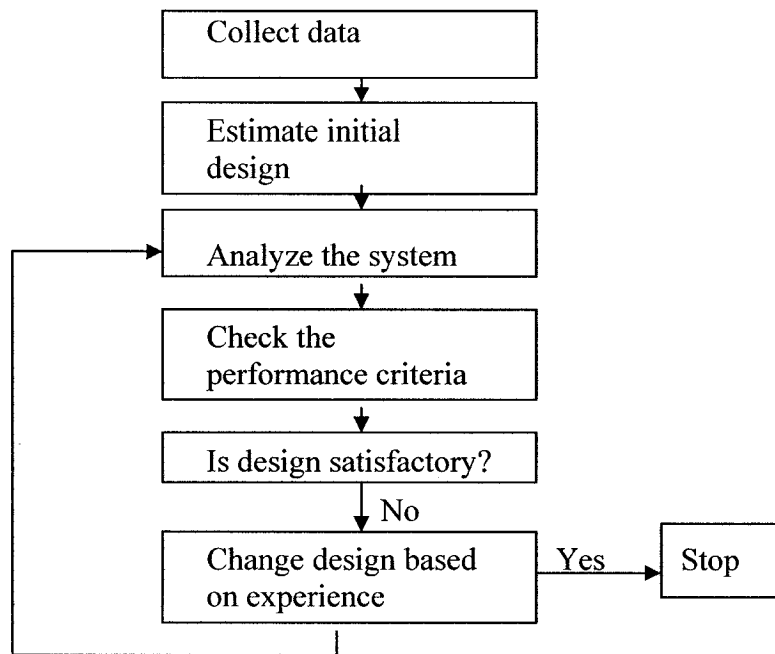 Collect data
Estimate initial
design
Analyze the system
Check the
performance criteria
Is design satisfactory?
No
Change design based
on experience
Yes
Stop